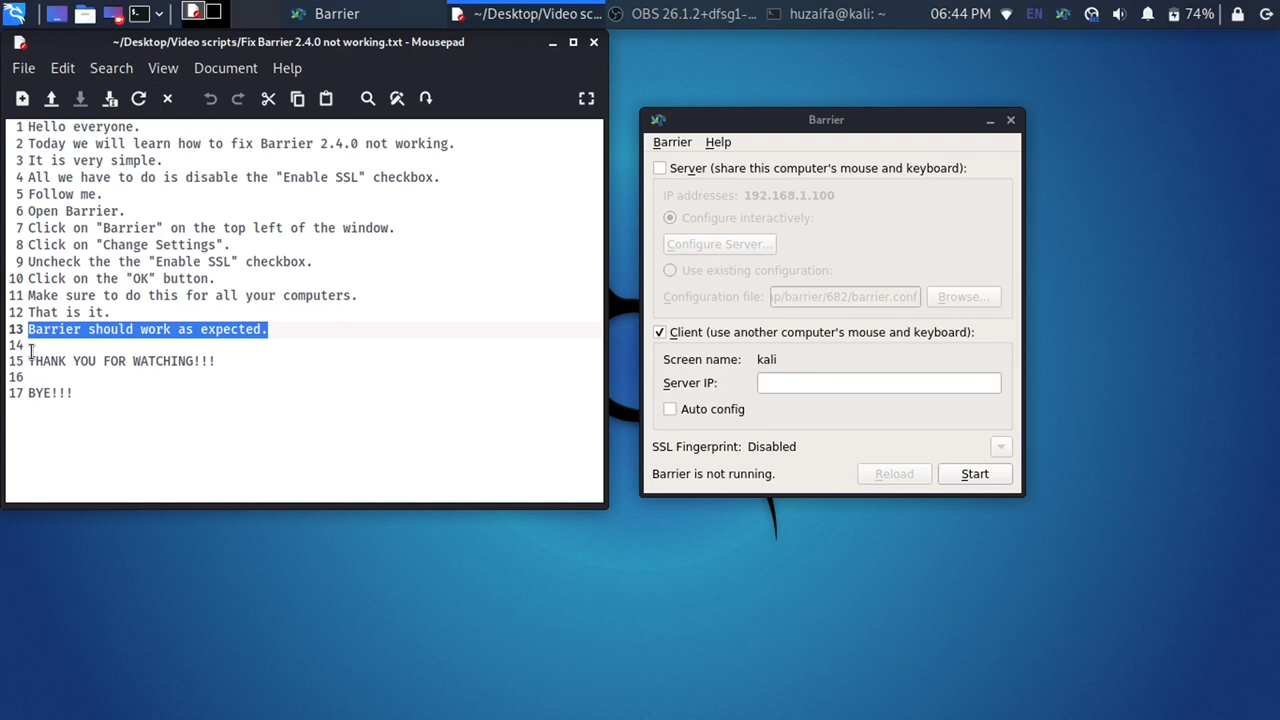 Barrier
~/Desktop/Video sc...
OBS 26.1.2+dfsg1-...
huzaifa@kali: ~
06:44 PM
EN
74%
~/Desktop/Video scripts/Fix Barrier 2.4.0 not working.txt - Mousepad
File Edit Search View Document Help
1 Hello everyone.
2 Today we will learn how to fix Barrier 2.4.0 not working.
3 It is very simple.
4 All we have to do is disable the "Enable SSL" checkbox.
5 Follow me.
6 Open Barrier.
7 Click on "Barrier" on the top left of the window.
8 Click on "Change Settings".
9 Uncheck the the "Enable SSL" checkbox.
10 Click on the "OK" button.
11 Make sure to do this for all your computers.
12 That is it.
13 Barrier should work as expected.
14
15 THANK YOU FOR WATCHING!!!
16
17 BYE!!!
Barrier
Barrier Help
Server (share this computer's mouse and keyboard):
IP addresses: 192.168.1.100
Configure interactively:
Configure Server...
Use existing configuration:
Configuration file: ıp/barrier/682/barrier.conf Browse...
Client (use another computer's mouse and keyboard):
Screen name: kali
Server IP:
Auto config
SSL Fingerprint: Disabled
Barrier is not running. Reload Start